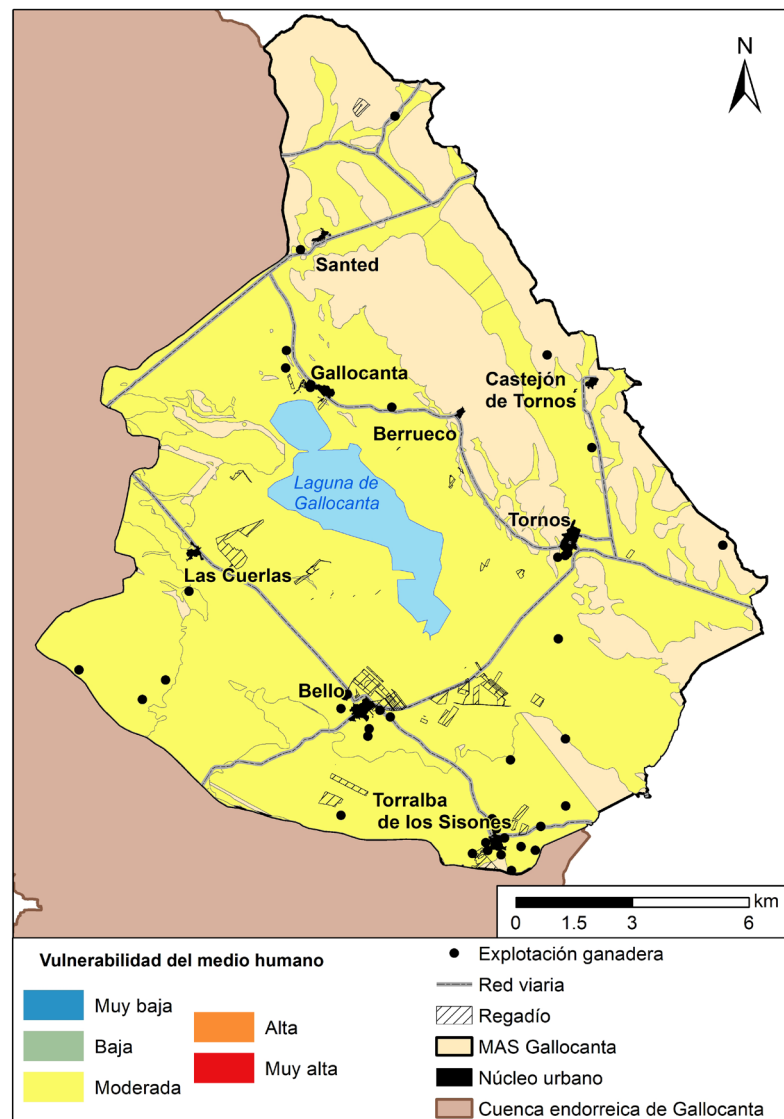 N
Santed
Gallocanta
Castejón
de Tornos
Berrueco
Laguna de
Gallocanta
Tornos
Las Cuerlas
Bello
Torralba
de los Sisones
km
0 1.5 3 6
Vulnerabilidad del medio humano
Muy baja
Baja
Moderada
Alta
Muy alta
Explotación ganadera
Red viaria
Regadío
MAS Gallocanta
Núcleo urbano
Cuenca endorreica de Gallocanta